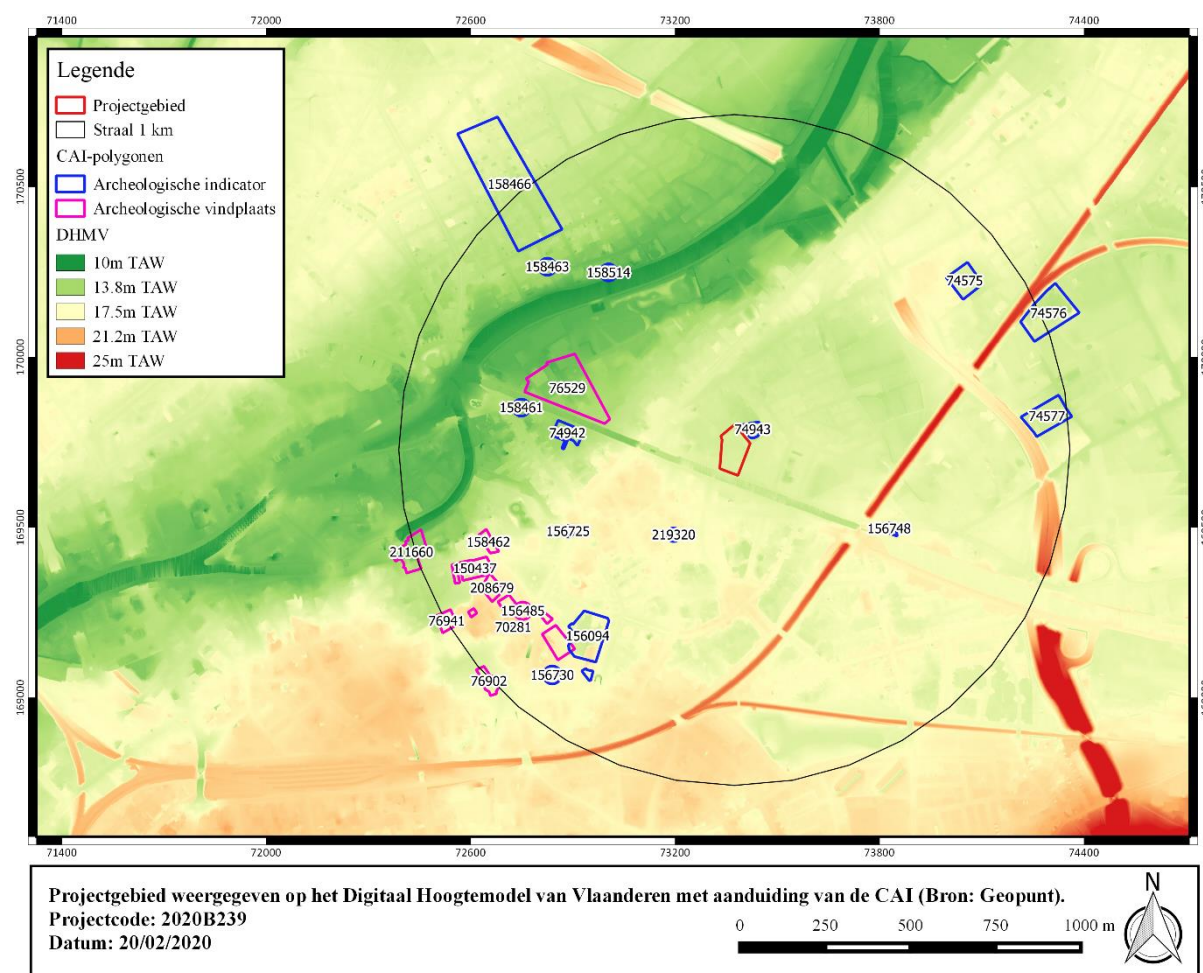 71400 72000 72600 73200 73800 74400
Legende
Projectgebied
Straal 1 km
CAI-polygonen
Archeologische indicator
Archeologische vindplaats
DHMV
10m TAW
13.8m TAW
17.5m TAW
21.2m TAW
25m TAW
170500
170500
158466
158463
158514
74575
74576
170000
170000
76529
158461
74942
74943
74577
169500
169500
156725
219320
156748
158462
211660
150437
208679
156485
76941
70281
156094
156730
76902
169000
169000
71400 72000 72600 73200 73800 74400
Projectgebied weergegeven op het Digitaal Hoogtemodel van Vlaanderen met aanduiding van de CAI (Bron: Geopunt).
Projectcode: 2020B239
Datum: 20/02/2020
0 250 500 750 1000 m
N